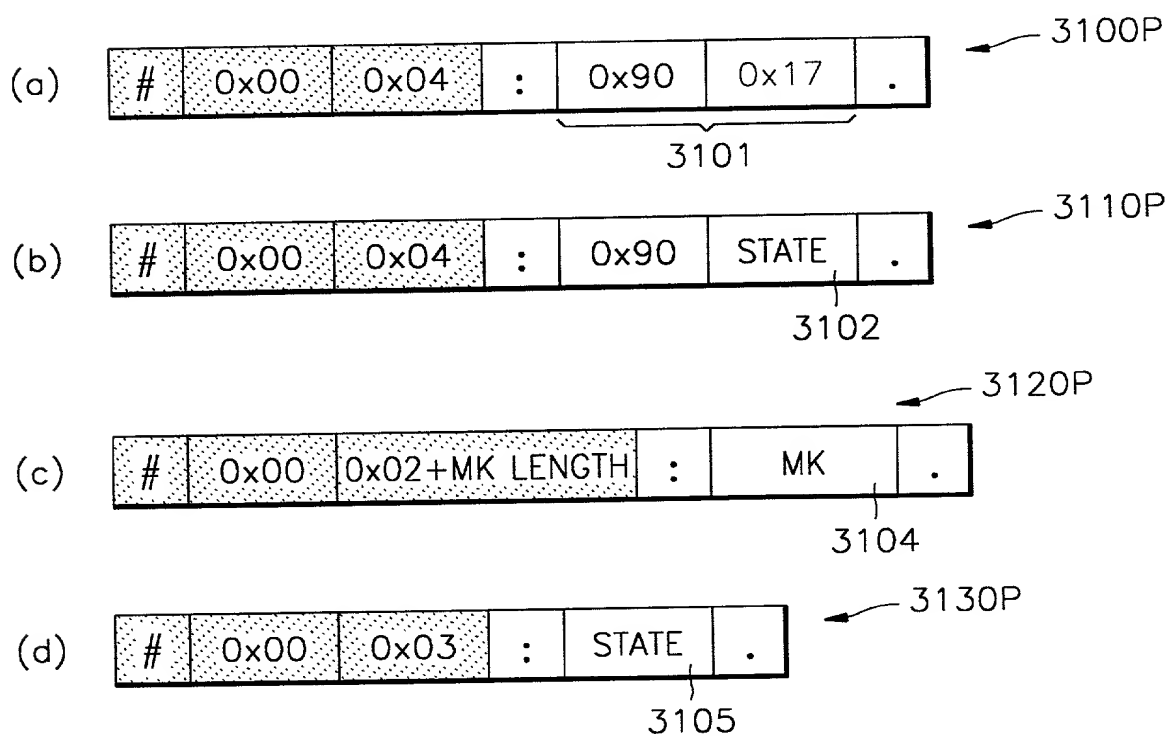 3100P
(a) # 0x00 0x04 : 0x90 0x17 .
3101
3110P
(b) # 0x00 0x04 : 0x90 STATE .
3102
3120P
(c) # 0x00 0x02+MK LENGTH : MK .
3104
3130P
(d) # 0x00 0x03 : STATE .
3105